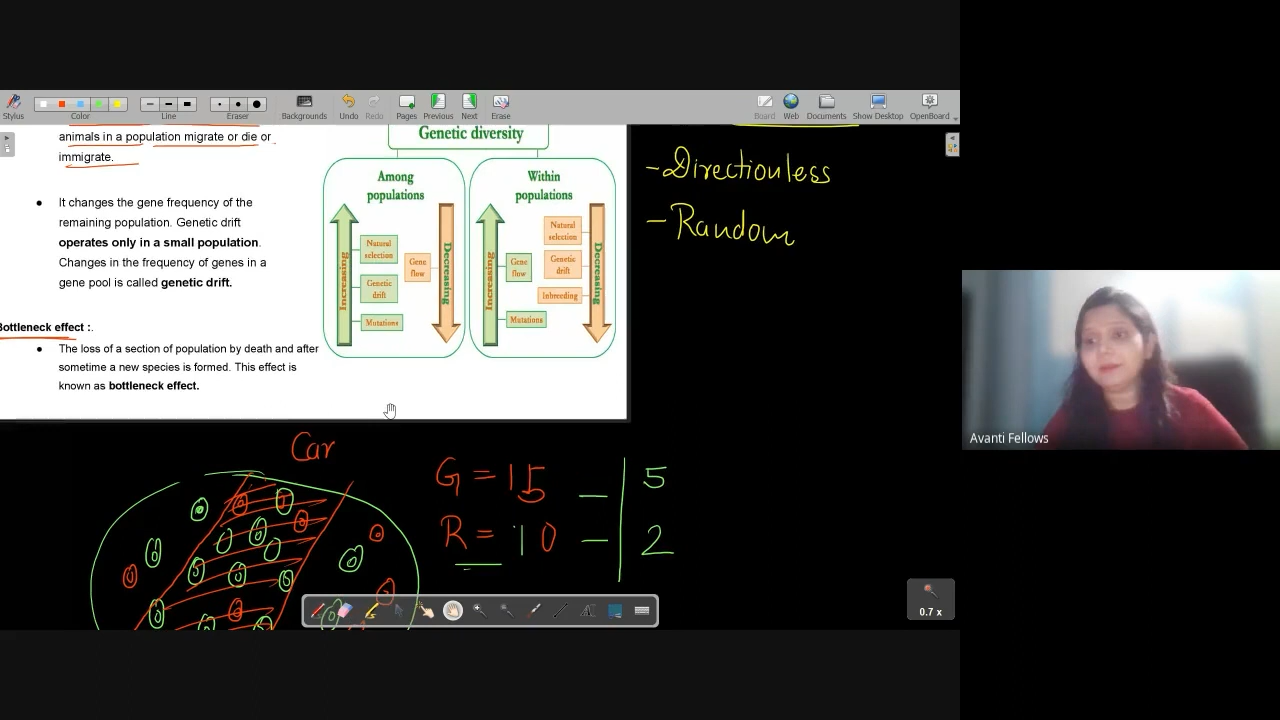 Stylus
Color
Line
Eraser
Backgrounds
Undo
Redo
Pages
Previous
Next
Erase
Board
Web
Documents
Show Desktop
OpenBoard
animals in a population migrate or die or
immigrate.
● It changes the gene frequency of the
remaining population. Genetic drift
operates only in a small population.
Changes in the frequency of genes in a
gene pool is called genetic drift.
Bottleneck effect :.
● The loss of a section of population by death and after
sometime a new species is formed. This effect is
known as bottleneck effect.
Genetic diversity
Among
populations
Increasing
Natural
selection
Genetic
drift
Mutations
Gene
flow
Decreasing
Within
populations
Increasing
Gene
flow
Mutations
Natural
selection
Genetic
drift
Inbreeding
Decreasing
- Directionless
- Random
Car
G = 15 - 5
R = 10 - 2
0.7 x
Avanti Fellows